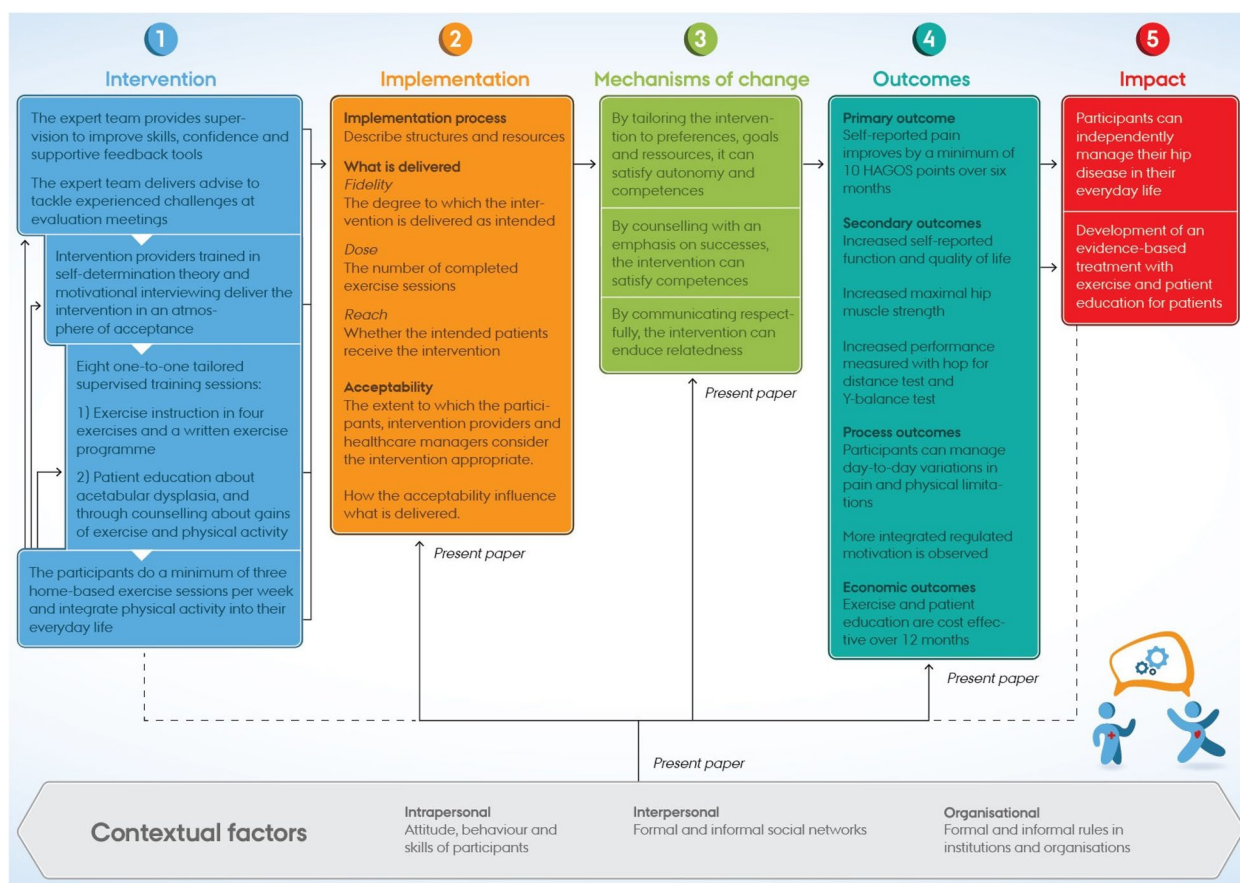 1
Intervention
The expert team provides super-
vision to improve skills, confidence and
supportive feedback tools
The expert team delivers advise to
tackle experienced challenges at
evaluation meetings
Intervention providers trained in
self-determination theory and
motivational interviewing deliver the
intervention in an atmos-
phere of acceptance
Eight one-to-one tailored
supervised training sessions:
1) Exercise instruction in four
exercises and a written exercise
programme
2) Patient education about
acetabular dysplasia, and
through counselling about gains
of exercise and physical activity
The participants do a minimum of three
home-based exercise sessions per week
and integrate physical activity into their
everyday life
2
Implementation
Implementation process
Describe structures and resources
What is delivered
Fidelity
The degree to which the inter-
vention is delivered as intended
Dose
The number of completed
exercise sessions
Reach
Whether the intended patients
receive the intervention
Acceptability
The extent to which the partici-
pants, intervention providers and
healthcare managers consider
the intervention appropriate.
How the acceptability influence
what is delivered.
Present paper
3
Mechanisms of change
By tailoring the interven-
tion to preferences, goals
and ressources, it can
satisfy autonomy and
competences
By counselling with an
emphasis on successes,
the intervention can
satisfy competences
By communicating respect-
fully, the intervention can
enduce relatedness
Present paper
4
Outcomes
Primary outcome
Self-reported pain
improves by a minimum of
10 HAGOS points over six
months
Secondary outcomes
Increased self-reported
function and quality of life
Increased maximal hip
muscle strength
Increased performance
measured with hop for
distance test and
Y-balance test
Process outcomes
Participants can manage
day-to-day variations in
pain and physical limita-
tions
More integrated regulated
motivation is observed
Economic outcomes
Exercise and patient
education are cost effec-
tive over 12 months
Present paper
5
Impact
Participants can
independently
manage their hip
disease in their
everyday life
Development of an
evidence-based
treatment with
exercise and patient
education for patients
Present paper
Contextual factors
Intrapersonal
Attitude, behaviour and
skills of participants
Interpersonal
Formal and informal social networks
Organisational
Formal and informal rules in
institutions and organisations